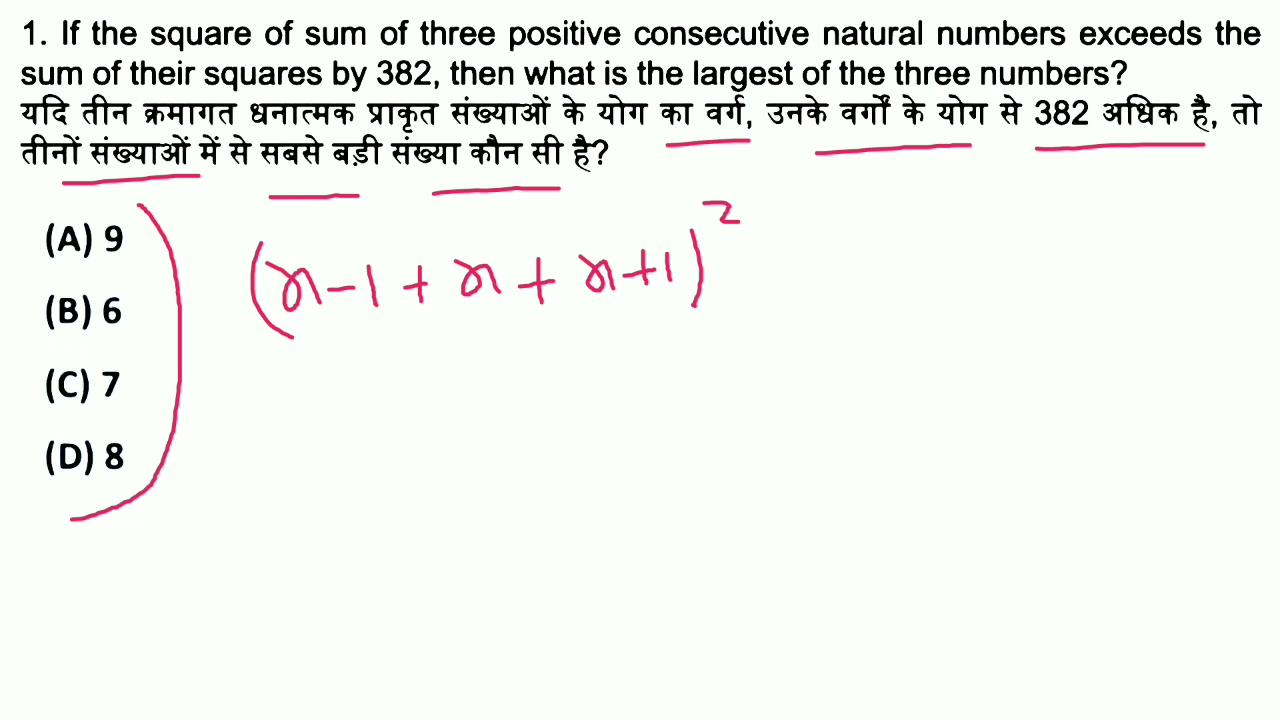 1. If the square of sum of three positive consecutive natural numbers exceeds the
sum of their squares by 382, then what is the largest of the three numbers?
यदि तीन क्रमागत धनात्मक प्राकृत संख्याओं के योग का वर्ग, उनके वर्गों के योग से 382 अधिक है, तो
तीनों संख्याओं में से सबसे बड़ी संख्या कौन सी है?
(A) 9
(x-1+x+x+1)²
(B) 6
(C) 7
(D) 8